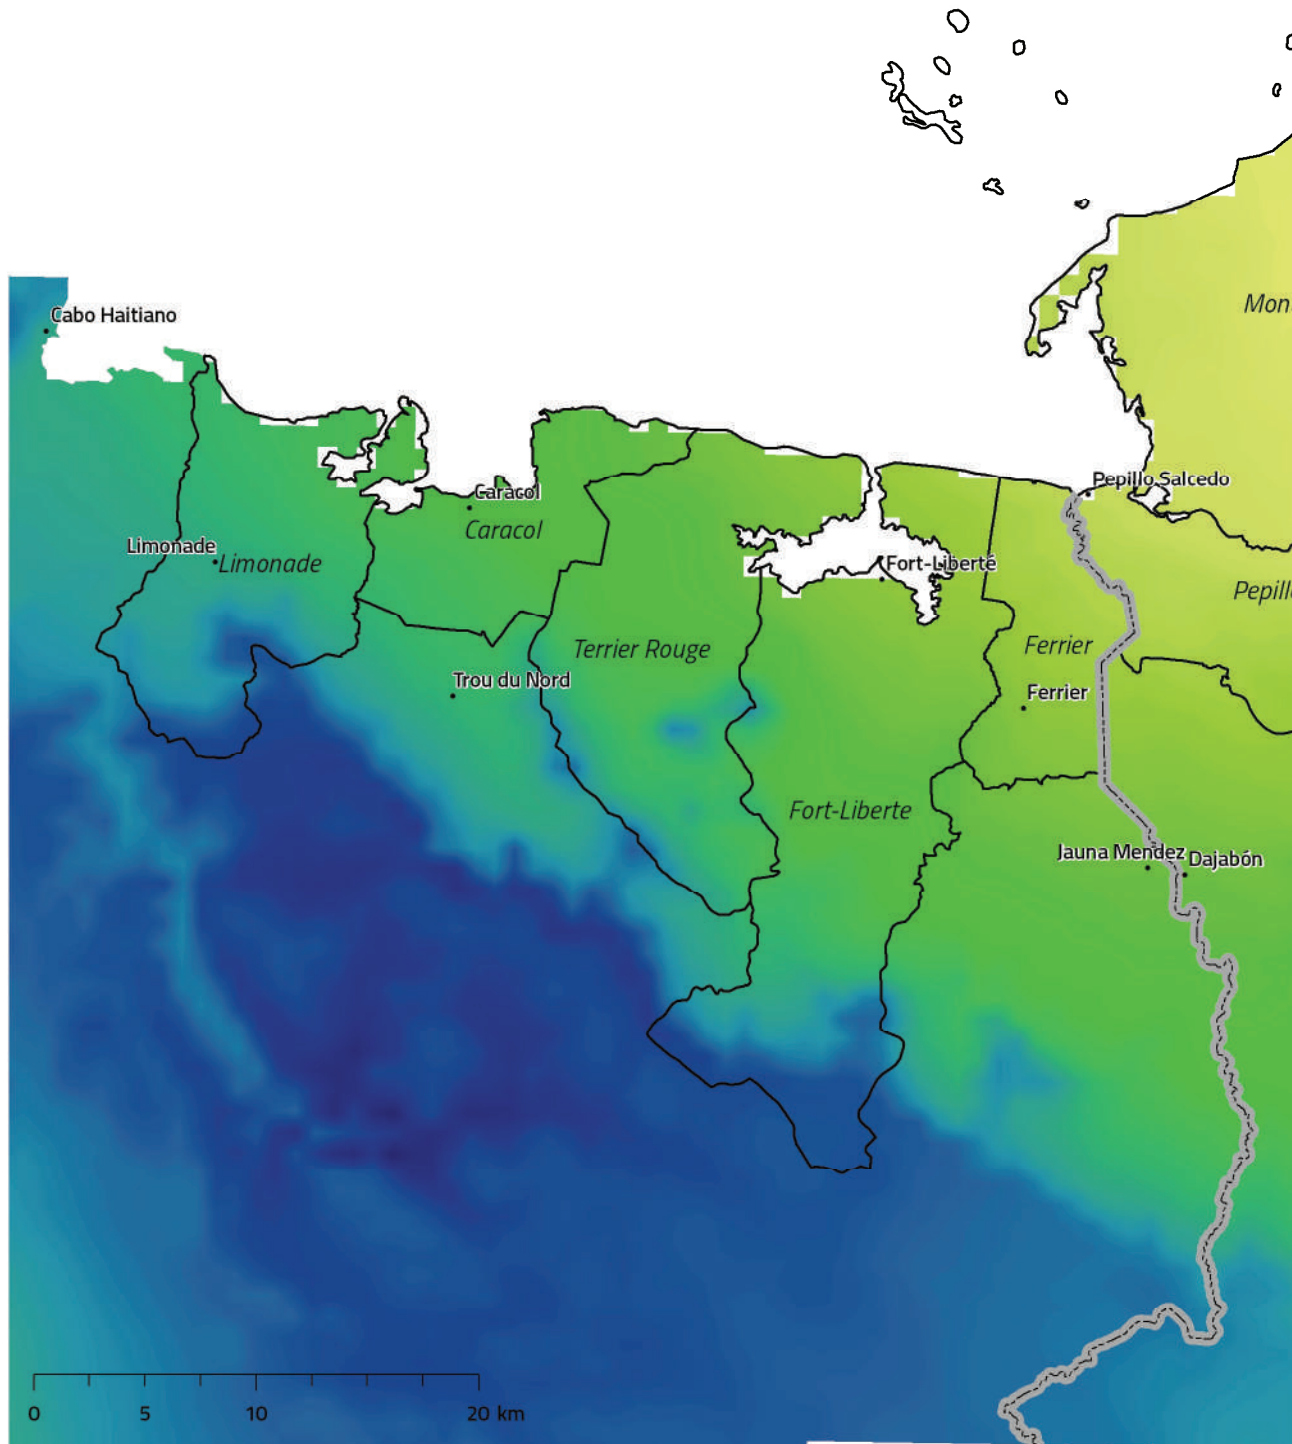 Cabo Haitiano
Mon
Pepillo Salcedo
Caracol
Caracol
Limonade
Limonade
Fort-Liberté
Pepill
Terrier Rouge
Ferrier
Trou du Nord
Ferrier
Fort-Liberte
Jauna Mendez
Dajabón
0 5 10 20 km